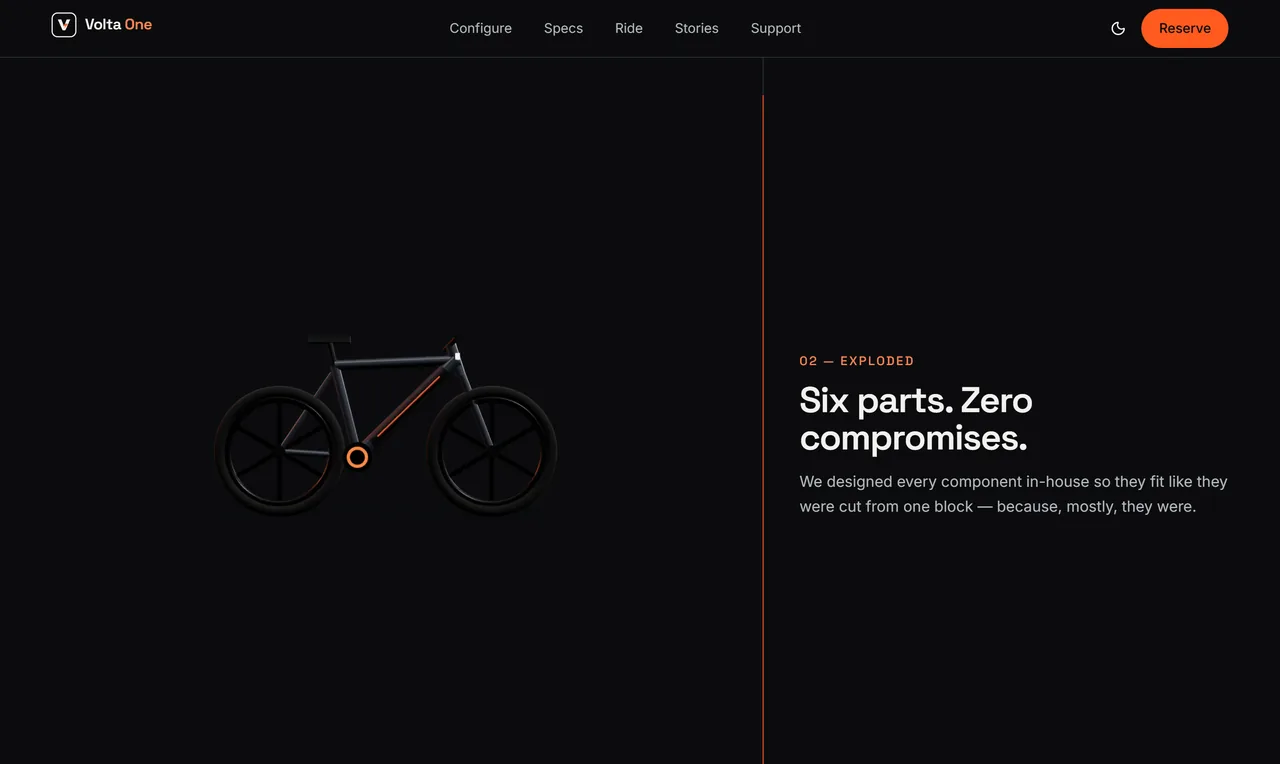 Volta One
Configure
Specs
Ride
Stories
Support
Reserve
02 — EXPLODED
Six parts. Zero
compromises.
We designed every component in-house so they fit like they
were cut from one block — because, mostly, they were.